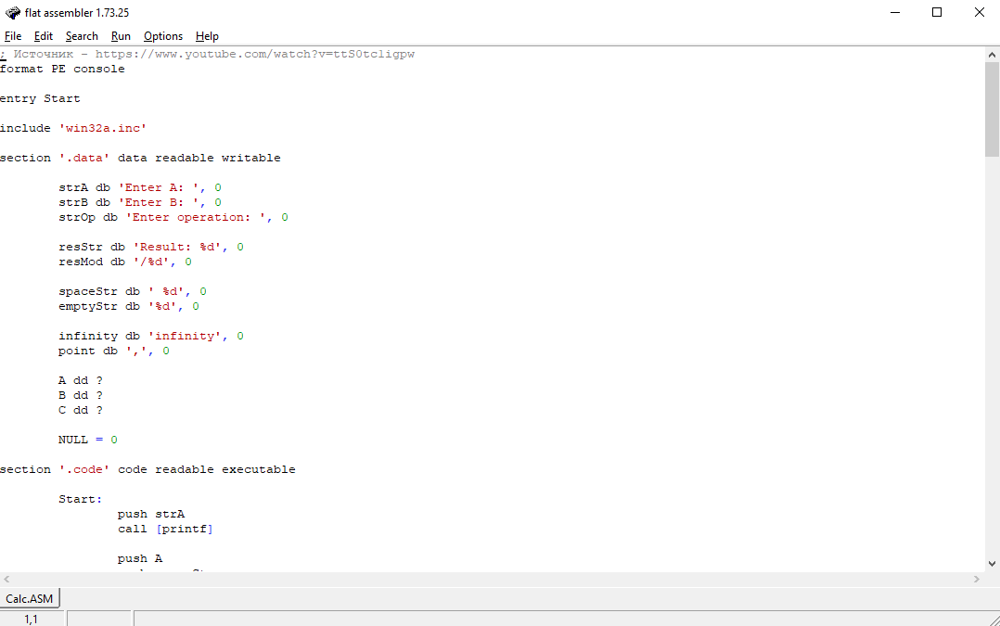 flat assembler 1.73.25
File Edit Search Run Options Help
; Источник - https://www.youtube.com/watch?v=ttS0tcligpw
format PE console
entry Start
include 'win32a.inc'
section '.data' data readable writable
strA db 'Enter A: ', 0
strB db 'Enter B: ', 0
strOp db 'Enter operation: ', 0
resStr db 'Result: %d', 0
resMod db '/%d', 0
spaceStr db ' %d', 0
emptyStr db '%d', 0
infinity db 'infinity', 0
point db ',', 0
A dd ?
B dd ?
C dd ?
NULL = 0
section '.code' code readable executable
Start:
push strA
call [printf]
push A
Calc.ASM
1,1